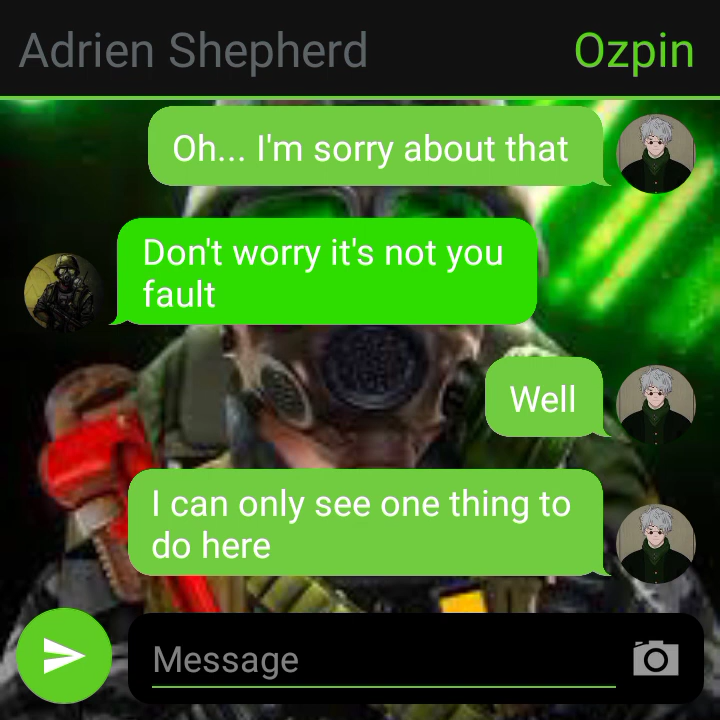 Adrien Shepherd
Ozpin
Oh... I'm sorry about that
Don't worry it's not you
fault
Well
I can only see one thing to
do here
Message